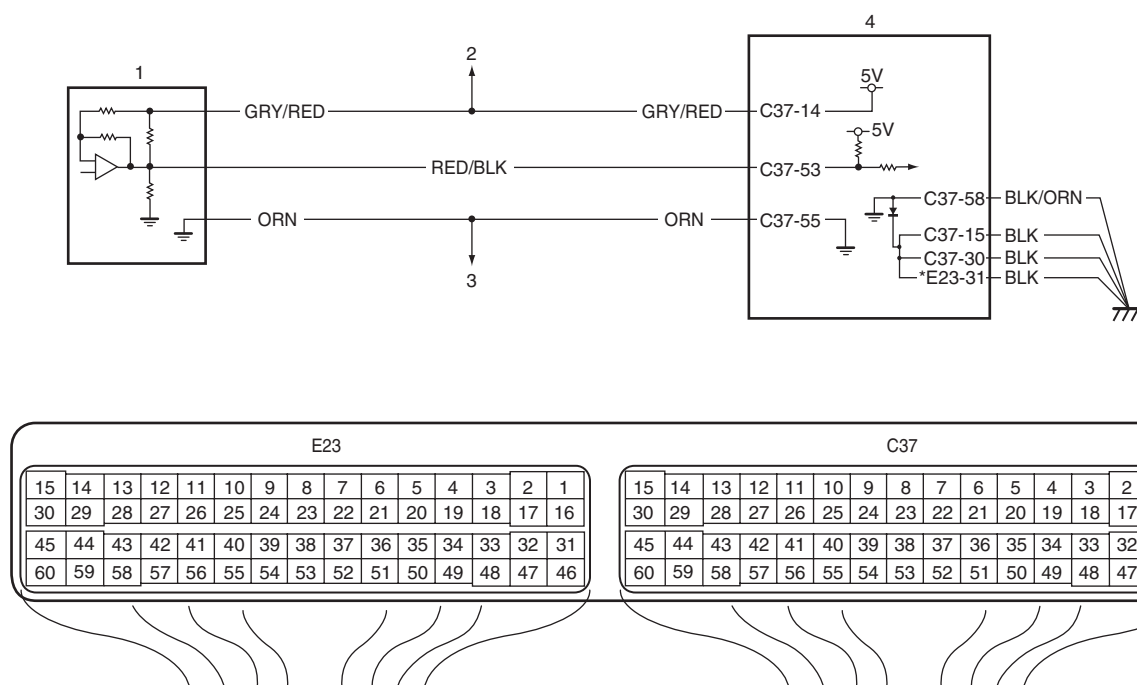 4
2
1
5V
GRY/RED GRY/RED C37-14
5V
RED/BLK C37-53
C37-58 BLK/ORN
ORN ORN C37-55
C37-15 BLK
C37-30 BLK
*E23-31 BLK
3
E23 C37
15 14 13 12 11 10 9 8 7 6 5 4 3 2 1 15 14 13 12 11 10 9 8 7 6 5 4 3 2
30 29 28 27 26 25 24 23 22 21 20 19 18 17 16 30 29 28 27 26 25 24 23 22 21 20 19 18 17
45 44 43 42 41 40 39 38 37 36 35 34 33 32 31 45 44 43 42 41 40 39 38 37 36 35 34 33 32
60 59 58 57 56 55 54 53 52 51 50 49 48 47 46 60 59 58 57 56 55 54 53 52 51 50 49 48 47